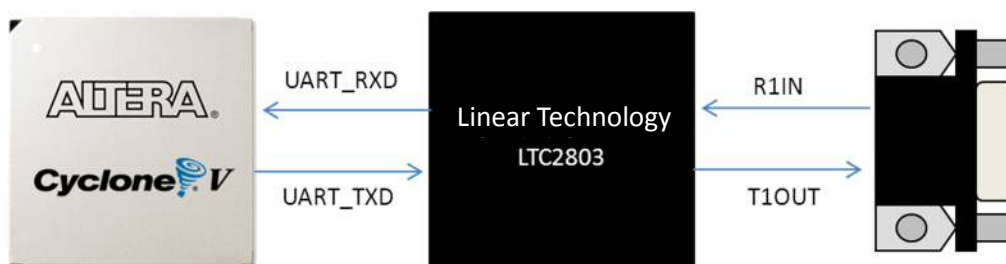 ALTERA®
Cyclone® V
UART_RXD
UART_TXD
Linear Technology
LTC2803
R1IN
T1OUT